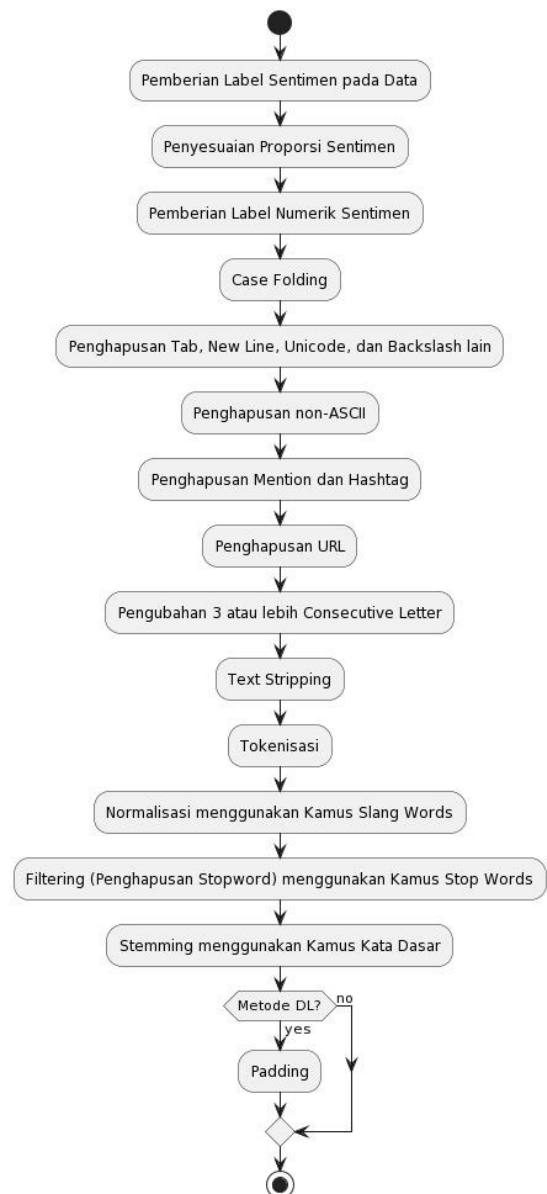 Pemberian Label Sentimen pada Data
Penyesuaian Proporsi Sentimen
Pemberian Label Numerik Sentimen
Case Folding
Penghapusan Tab, New Line, Unicode, dan Backslash lain
Penghapusan non-ASCII
Penghapusan Mention dan Hashtag
Penghapusan URL
Pengubahan 3 atau lebih Consecutive Letter
Text Stripping
Tokenisasi
Normalisasi menggunakan Kamus Slang Words
Filtering (Penghapusan Stopword) menggunakan Kamus Stop Words
Stemming menggunakan Kamus Kata Dasar
Metode DL?
no
yes
Padding